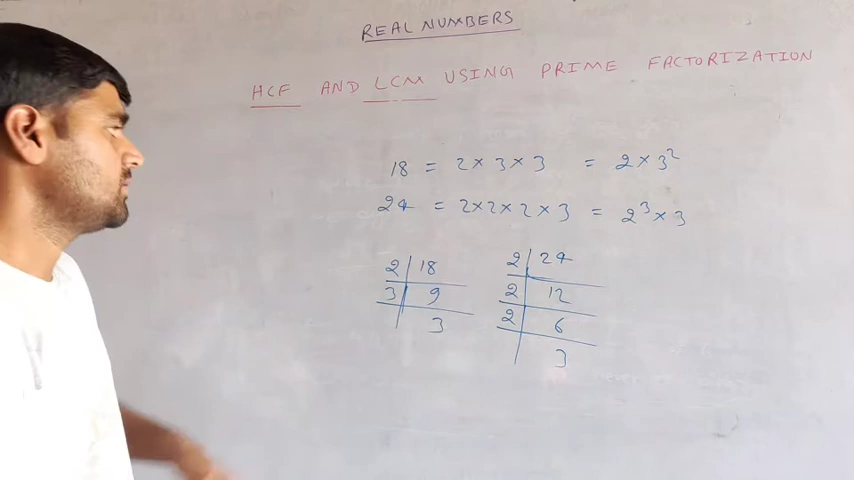 REAL NUMBERS
HCF AND LCM USING PRIME FACTORIZATION
18 = 2 × 3 × 3 = 2 × 3²
24 = 2 × 2 × 2 × 3 = 2³ × 3
2 | 18
3 | 9
3
2 | 24
2 | 12
2 | 6
3